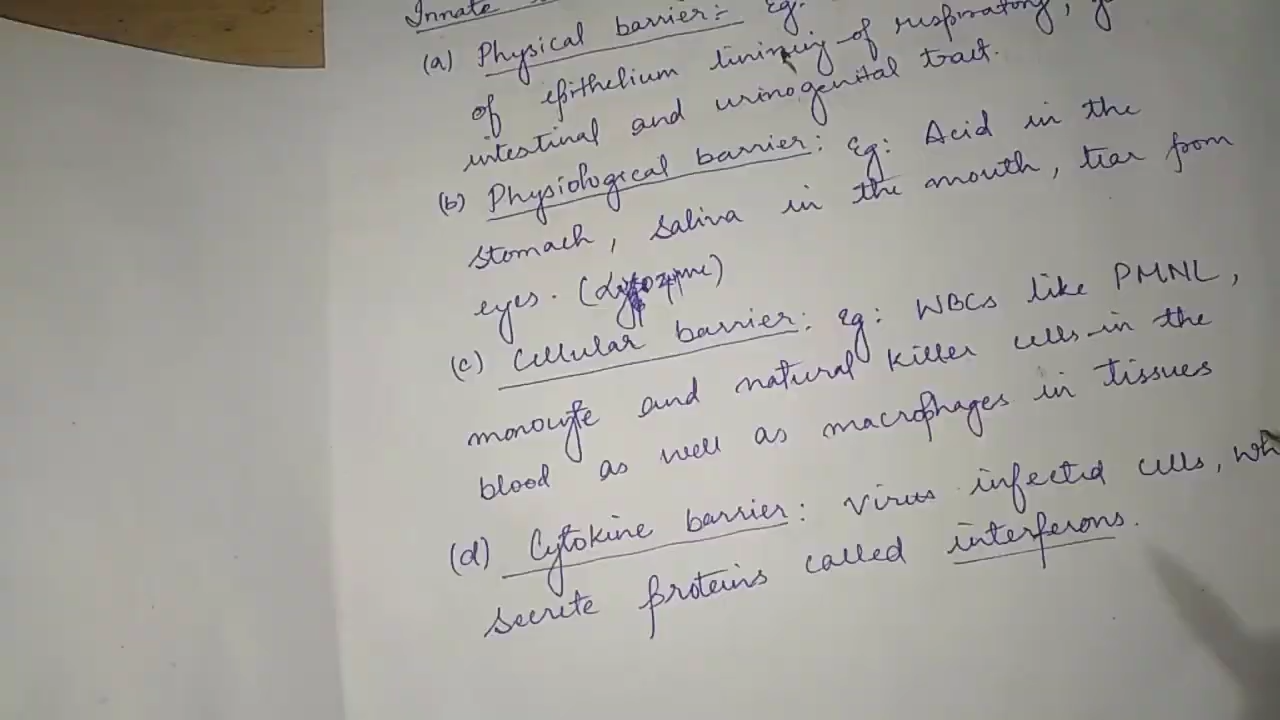 Innate
(a) Physical barrier:- Eg.
of epithelium lining of respiratory, g
intestinal and urinogenital tract.
(b) Physiological barrier: Eg: Acid in the
stomach, saliva in the mouth, tear from
eyes. (
(c) Cellular barrier: Eg: WBCs like PMNL,
monocyte and natural killer cells in the
blood as well as macrophages in tissues
(d) Cytokine barrier: Virus infected cells, wh
secrete proteins called interferons.